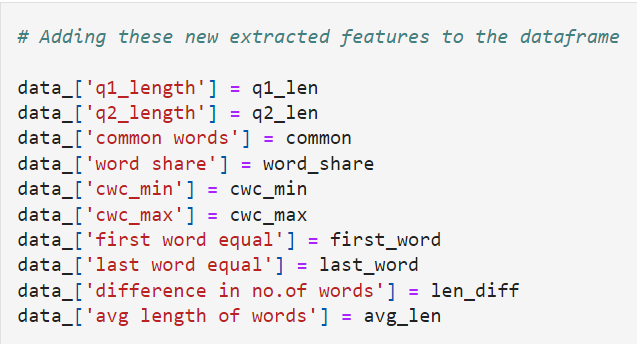 # Adding these new extracted features to the dataframe
data_['q1_length'] = q1_len
data_['q2_length'] = q2_len
data_['common words'] = common
data_['word share'] = word_share
data_['cwc_min'] = cwc_min
data_['cwc_max'] = cwc_max
data_['first word equal'] = first_word
data_['last word equal'] = last_word
data_['difference in no.of words'] = len_diff
data_['avg length of words'] = avg_len